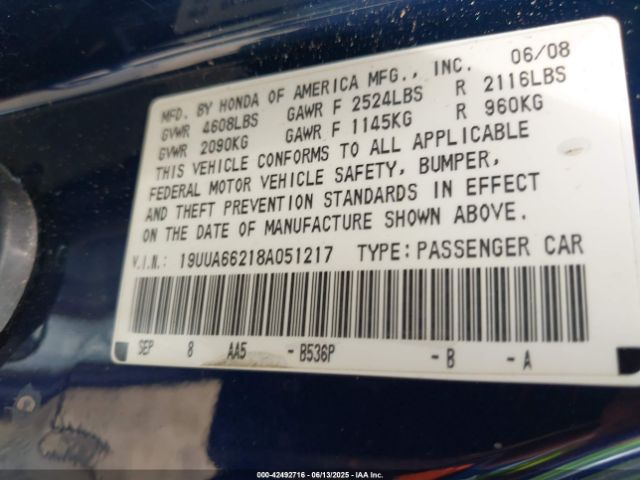 MFD. BY HONDA OF AMERICA MFG., INC. 06/08
GVWR 4608LBS GAWR F 2524LBS R 2116LBS
GVWR 2090KG GAWR F 1145KG R 960KG
THIS VEHICLE CONFORMS TO ALL APPLICABLE
FEDERAL MOTOR VEHICLE SAFETY, BUMPER,
AND THEFT PREVENTION STANDARDS IN EFFECT
ON THE DATE OF MANUFACTURE SHOWN ABOVE.
V.I.N.: 19UUA66218A051217 TYPE:PASSENGER CAR
SEP 8 AA5 -B536P -B -A
00-42492716 - 06/13/2025 - IAA Inc.